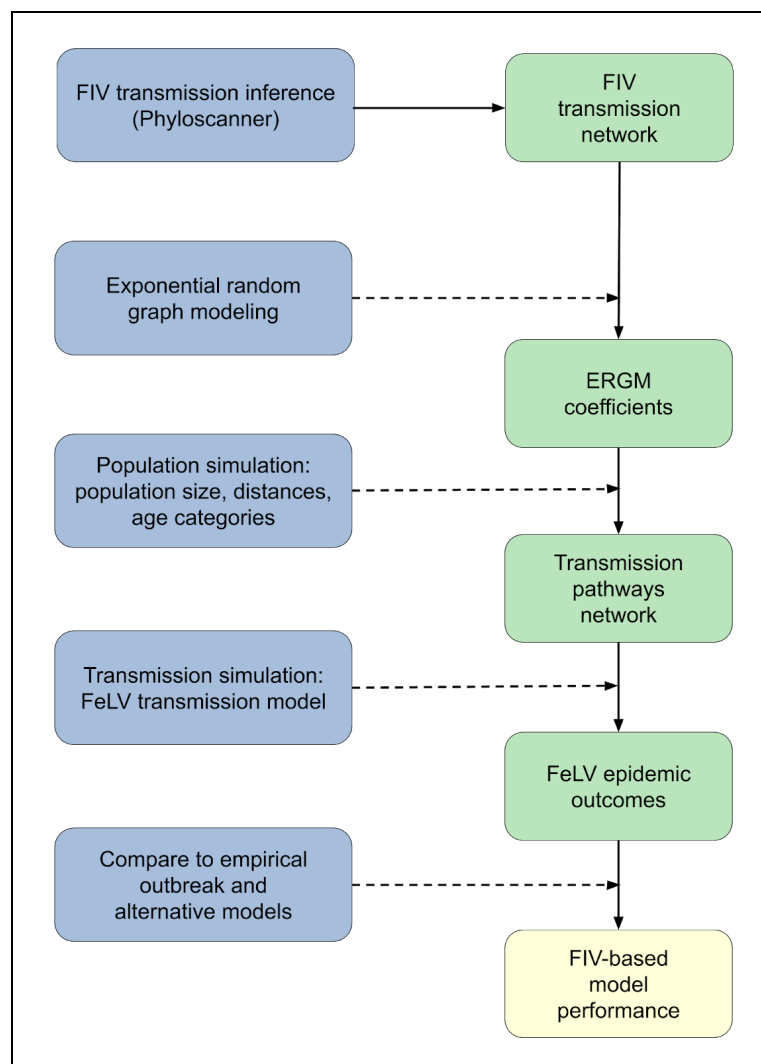 FIV transmission inference
(Phyloscanner)
FIV
transmission
network
Exponential random
graph modeling
ERGM
coefficients
Population simulation:
population size, distances,
age categories
Transmission
pathways
network
Transmission simulation:
FeLV transmission model
FeLV epidemic
outcomes
Compare to empirical
outbreak and
alternative models
FIV-based
model
performance